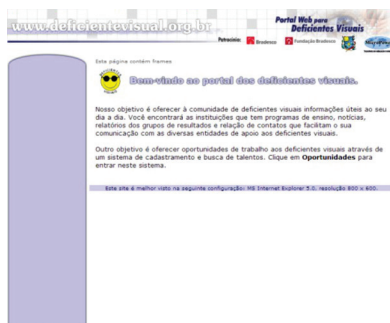 www.deficientevisual.org.br
Portal Web para
Deficientes Visuais
Patrocínio: Bradesco Fundação Bradesco
Esta página contém frames
Bem-vindo ao portal dos deficientes visuais.
Nosso objetivo é oferecer à comunidade de deficientes visuais informações úteis ao seu
dia a dia. Você encontrará as instituições que tem programas de ensino, notícias,
relatórios dos grupos de resultados e relação de contatos que facilitam o sua
comunicação com as diversas entidades de apoio aos deficientes visuais.
Outro objetivo é oferecer oportunidades de trabalho aos deficientes visuais através de
um sistema de cadastramento e busca de talentos. Clique em Oportunidades para
entrar neste sistema.
Este site é melhor visto na seguinte configuração: MS Internet Explorer 5.0, resolução 800 x 600.